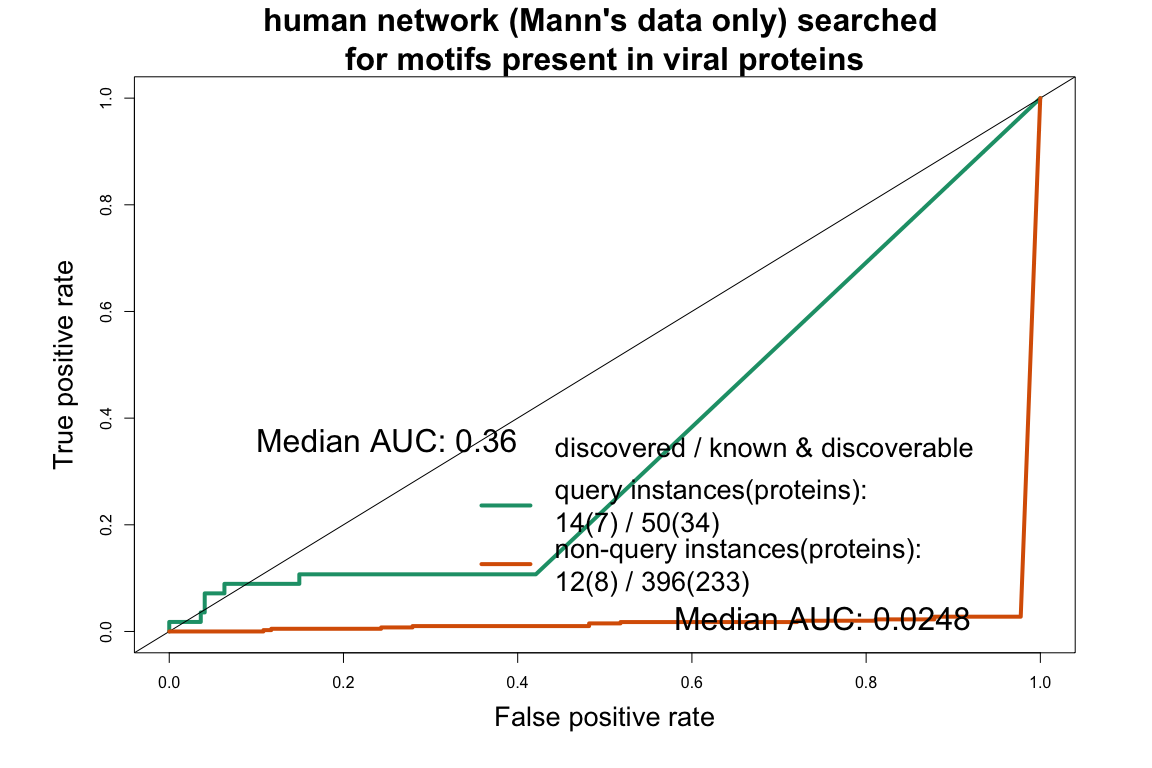 human network (Mann's data only) searched
for motifs present in viral proteins
True positive rate
1.0
0.8
0.6
0.4
0.2
0.0
Median AUC: 0.36
discovered / known & discoverable
query instances(proteins):
14(7) / 50(34)
non-query instances(proteins):
12(8) / 396(233)
Median AUC: 0.0248
0.0 0.2 0.4 0.6 0.8 1.0
False positive rate